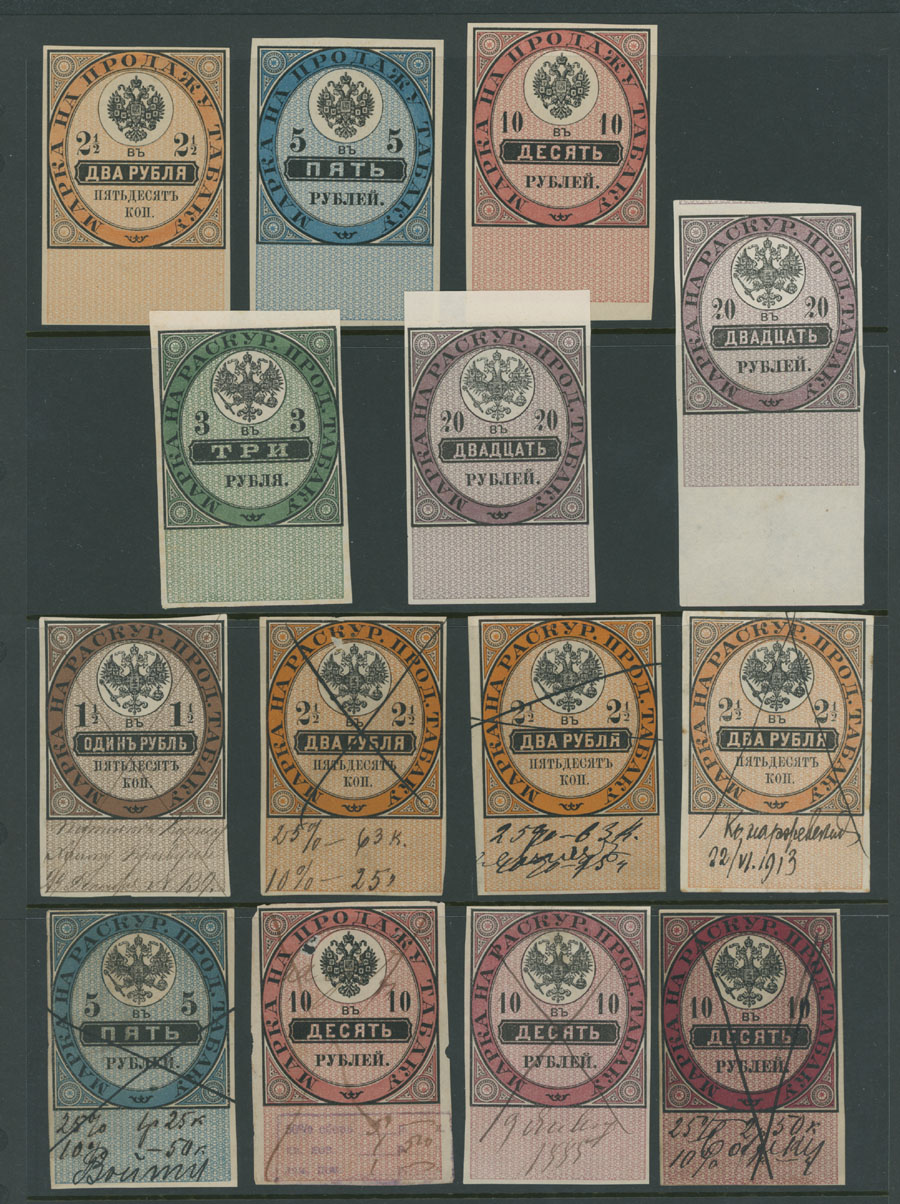 МАРКА НА ПРОДАЖУ ТАБАКУ
2½ 2½
ВЪ
ДВА РУБЛЯ
ПЯТЬДЕСЯТЪ
КОП.
МАРКА НА ПРОДАЖУ ТАБАКУ
5 5
ВЪ
ПЯТЬ
РУБЛЕЙ.
МАРКА НА ПРОДАЖУ ТАБАКУ
10 10
ВЪ
ДЕСЯТЬ
РУБЛЕЙ.
МАРКА НА РАСКУР. ПРОД. ТАБАКУ
20 20
ВЪ
ДВАДЦАТЬ
РУБЛЕЙ.
МАРКА НА РАСКУР. ПРОД. ТАБАКУ
3 3
ВЪ
ТРИ
РУБЛЯ.
МАРКА НА РАСКУР. ПРОД. ТАБАКУ
20 20
ВЪ
ДВАДЦАТЬ
РУБЛЕЙ.
МАРКА НА РАСКУР. ПРОД. ТАБАКУ
1½ 1½
ВЪ
ОДИНЪ РУБЛЬ
ПЯТЬДЕСЯТЪ
КОП.
МАРКА НА РАСКУР. ПРОД. ТАБАКУ
2½ 2½
ВЪ
ДВА РУБЛЯ
ПЯТЬДЕСЯТЪ
КОП.
25% — 63 к.
10% — 25
МАРКА НА РАСКУР. ПРОД. ТАБАКУ
2½ 2½
ВЪ
ДВА РУБЛЯ
ПЯТЬДЕСЯТЪ
КОП.
25% — 63 к.
МАРКА НА РАСКУР. ПРОД. ТАБАКУ
2½ 2½
ВЪ
ДВА РУБЛЯ
ПЯТЬДЕСЯТЪ
КОП.
22/VI.1913
МАРКА НА РАСКУР. ПРОД. ТАБАКУ
5 5
ВЪ
ПЯТЬ
РУБЛЕЙ.
25% 1р 25к
10% — 50к.
МАРКА НА ПРОДАЖУ ТАБАКУ
10 10
ВЪ
ДЕСЯТЬ
РУБЛЕЙ.
МАРКА НА РАСКУР. ПРОД. ТАБАКУ
10 10
ВЪ
ДЕСЯТЬ
РУБЛЕЙ.
1885
МАРКА НА РАСКУР. ПРОД. ТАБАКУ
10 10
ВЪ
ДЕСЯТЬ
РУБЛЕЙ.
25% 2 50к
10%